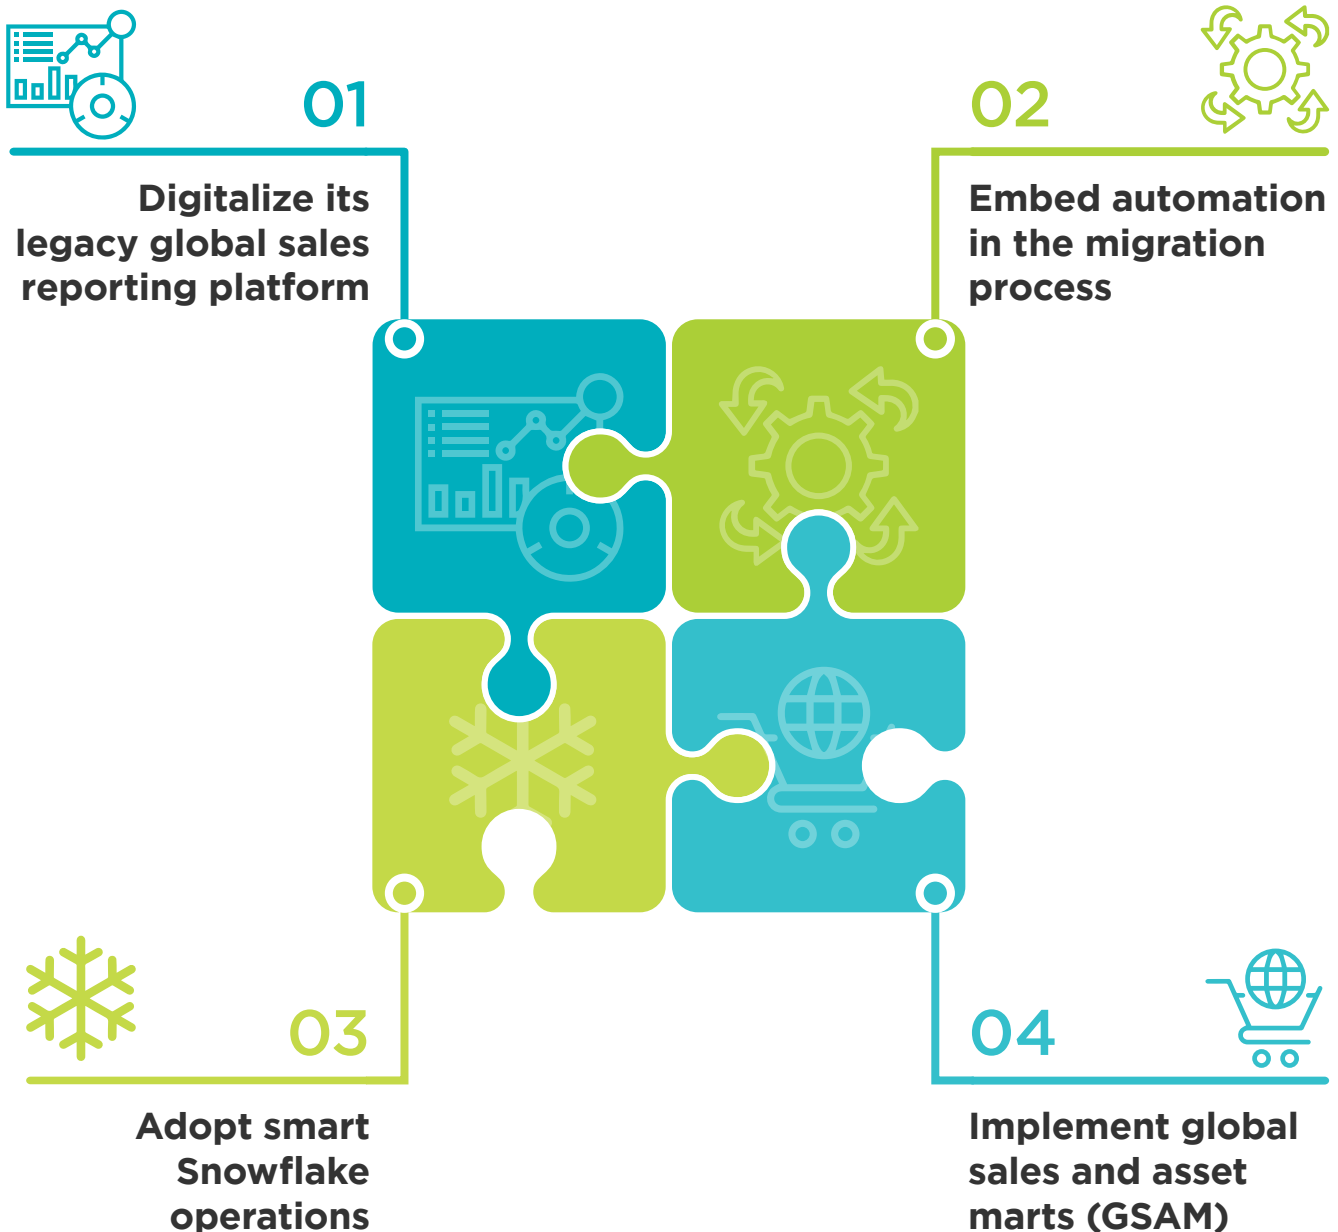 01
Digitalize its
legacy global sales
reporting platform
02
Embed automation
in the migration
process
03
Adopt smart
Snowflake
operations
04
Implement global
sales and asset
marts (GSAM)